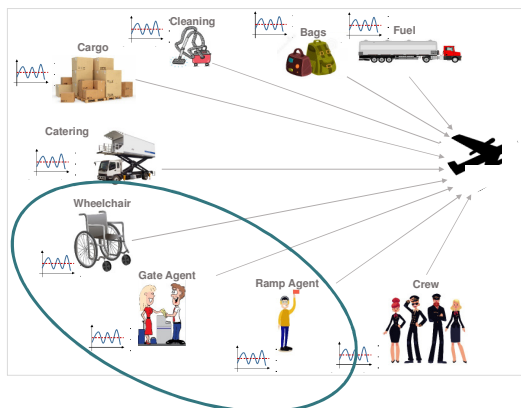 Cleaning
Fuel
Bags
Cargo
Catering
Wheelchair
Gate Agent
Ramp Agent
Crew